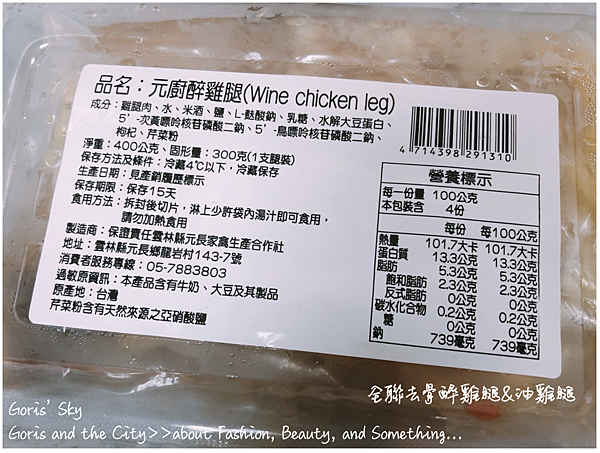 品名：元廚醉雞腿(Wine chicken leg)
成分：雞腿肉、水、米酒、鹽、L-麩酸鈉、乳糖、水解大豆蛋白、
5’-次黃嘌呤核苷磷酸二鈉、5’-鳥嘌呤核苷磷酸二鈉、
枸杞、芹菜粉
淨重：400公克、固形量：300克(1支腿裝)
保存方法及條件：冷藏4℃以下，冷藏保存
生產日期：見產銷履歷標示
保存期限：保存15天
食用方法：拆封後切片，淋上少許袋內湯汁即可食用，
請勿加熱食用
製造商：保證責任雲林縣元長家禽生產合作社
地址：雲林縣元長鄉龍岩村143-7號
消費者服務專線：05-7883803
過敏原資訊：本產品含有牛奶、大豆及其製品
原產地：台灣
芹菜粉含有天然來源之亞硝酸鹽
4 714398 291310
營養標示
每一份量 100公克
本包裝含 4份
每份 每100公克
熱量 101.7大卡 101.7大卡
蛋白質 13.3公克 13.3公克
脂肪 5.3公克 5.3公克
飽和脂肪 2.3公克 2.3公克
反式脂肪 0公克 0公克
碳水化合物 0.2公克 0.2公克
糖 0公克 0公克
鈉 739毫克 739毫克
全聯去骨醉雞腿&油雞腿
Goris' Sky
Goris and the City>>about Fashion, Beauty, and Something...